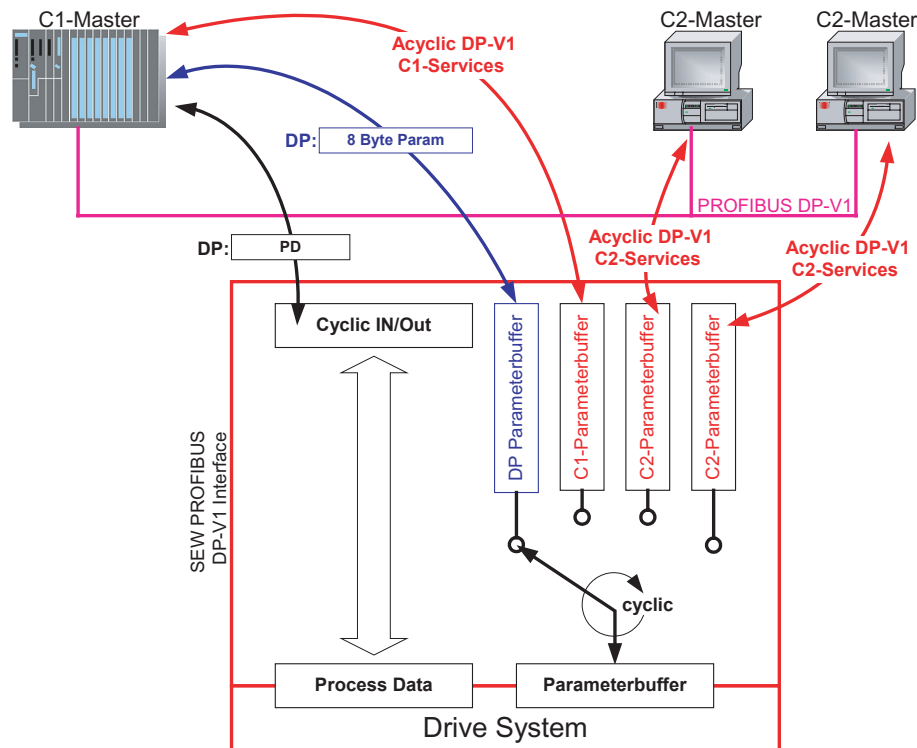 C1-Master
C2-Master
C2-Master
Acyclic DP-V1
C1-Services
DP:
8 Byte Param
PROFIBUS DP-V1
DP:
PD
Acyclic DP-V1
C2-Services
Acyclic DP-V1
C2-Services
Cyclic IN/Out
DP Parameterbuffer
C1-Parameterbuffer
C2-Parameterbuffer
C2-Parameterbuffer
SEW PROFIBUS
DP-V1 Interface
cyclic
Process Data
Parameterbuffer
Drive System